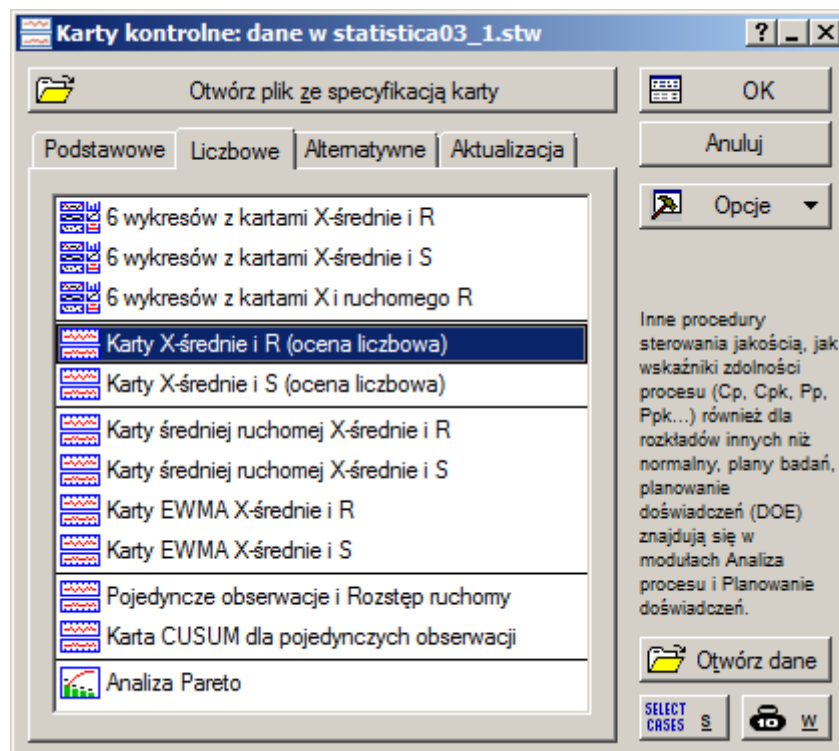 Karty kontrolne: dane w statistica03_1.stw
Otwórz plik ze specyfikacją karty
OK
Anuluj
Opcje
Podstawowe
Liczbowe
Alternatywne
Aktualizacja
6 wykresów z kartami X-średnie i R
6 wykresów z kartami X-średnie i S
6 wykresów z kartami X i ruchomego R
Karty X-średnie i R (ocena liczbowa)
Karty X-średnie i S (ocena liczbowa)
Karty średniej ruchomej X-średnie i R
Karty średniej ruchomej X-średnie i S
Karty EWMA X-średnie i R
Karty EWMA X-średnie i S
Pojedyncze obserwacje i Rozstęp ruchomy
Karta CUSUM dla pojedynczych obserwacji
Analiza Pareto
Inne procedury
sterowania jakością, jak
wskaźniki zdolności
procesu (Cp, Cpk, Pp,
Ppk...) również dla
rozkładów innych niż
normalny, plany badań,
planowanie
doświadczeń (DOE)
znajdują się w
modułach Analiza
procesu i Planowanie
doświadczeń.
Otwórz dane
SELECT
CASES
S
10
W